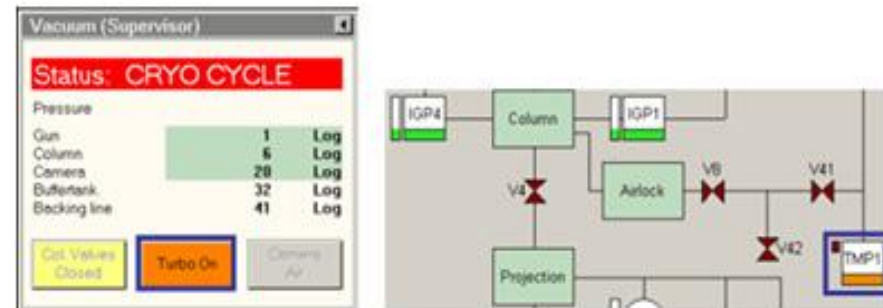 Vacuum (Supervisor)
Status: CRYO CYCLE
Pressure
Gun 1 Log
Column 6 Log
Camera 20 Log
Buffertank 32 Log
Backing line 41 Log
Col. Valves
Closed
Turbo On
Camera
Air
IGP4
Column
IGP1
V4
Airlock
V8
V41
V42
TMP1
Projection